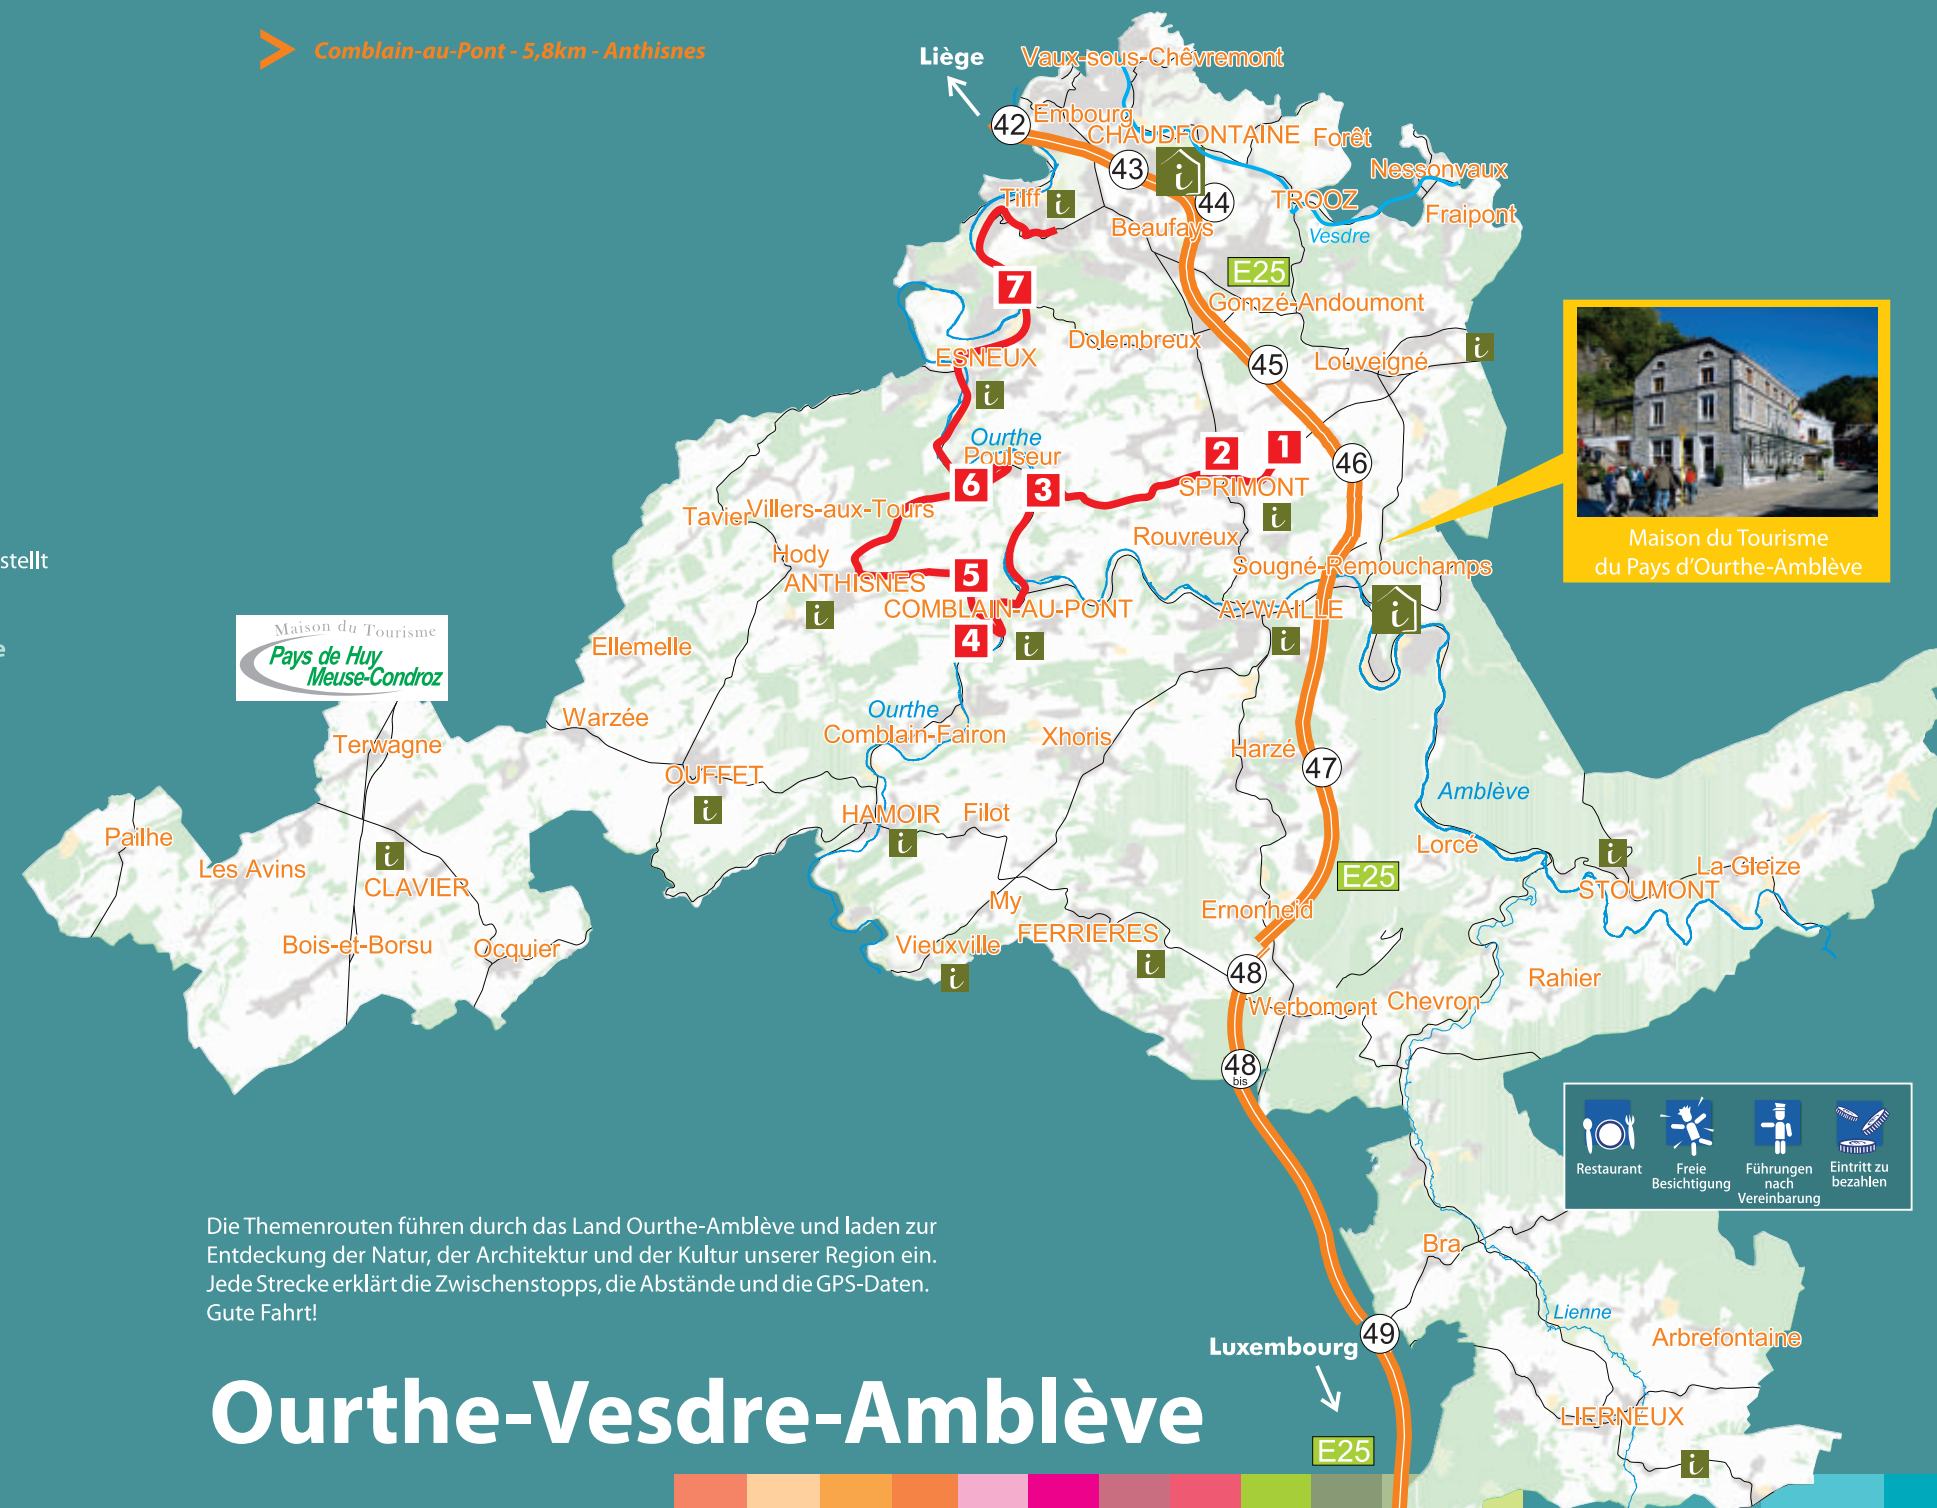 Comblain-au-Pont - 5,8km - Anthisnes
Liège
Vaux-sous-Chêvremont
42
Embourg
CHAUDFONTAINE
Forêt
43
i
Nessonvaux
Tilff
i
44
TROOZ
Fraipont
Beaufays
Vesdre
E25
7
Gomzé-Andoumont
Dolembreux
ESNEUX
45
Louveigné
i
i
Ourthe
Poulseur
2
1
46
6
3
SPRIMONT
i
Tavier
Villers-aux-Tours
Rouvreux
Maison du Tourisme
du Pays d'Ourthe-Amblève
stellt
Hody
ANTHISNES
5
Sougné-Remouchamps
i
COMBLAIN-AU-PONT
AYWAILLE
i
i
4
i
e
Maison du Tourisme
Pays de Huy
Meuse-Condroz
Ellemelle
Warzée
Ourthe
Comblain-Fairon
Xhoris
Harzé
Terwagne
OUFFET
i
47
Amblève
HAMOIR
i
Filot
Pailhe
Les Avins
i
CLAVIER
Lorcé
i
La Gleize
STOUMONT
E25
My
Ernonheid
Bois-et-Borsu
Ocquier
Vieuxville
i
FERRIERES
i
48
Rahier
Werbomont
Chevron
48
bis
Restaurant
Freie
Besichtigung
Führungen
nach
Vereinbarung
Eintritt zu
bezahlen
Die Themenrouten führen durch das Land Ourthe-Amblève und laden zur
Entdeckung der Natur, der Architektur und der Kultur unserer Region ein.
Jede Strecke erklärt die Zwischenstopps, die Abstände und die GPS-Daten.
Gute Fahrt!
Bra
Lienne
Arbrefontaine
49
Luxembourg
Ourthe-Vesdre-Amblève
LIERNEUX
E25
i